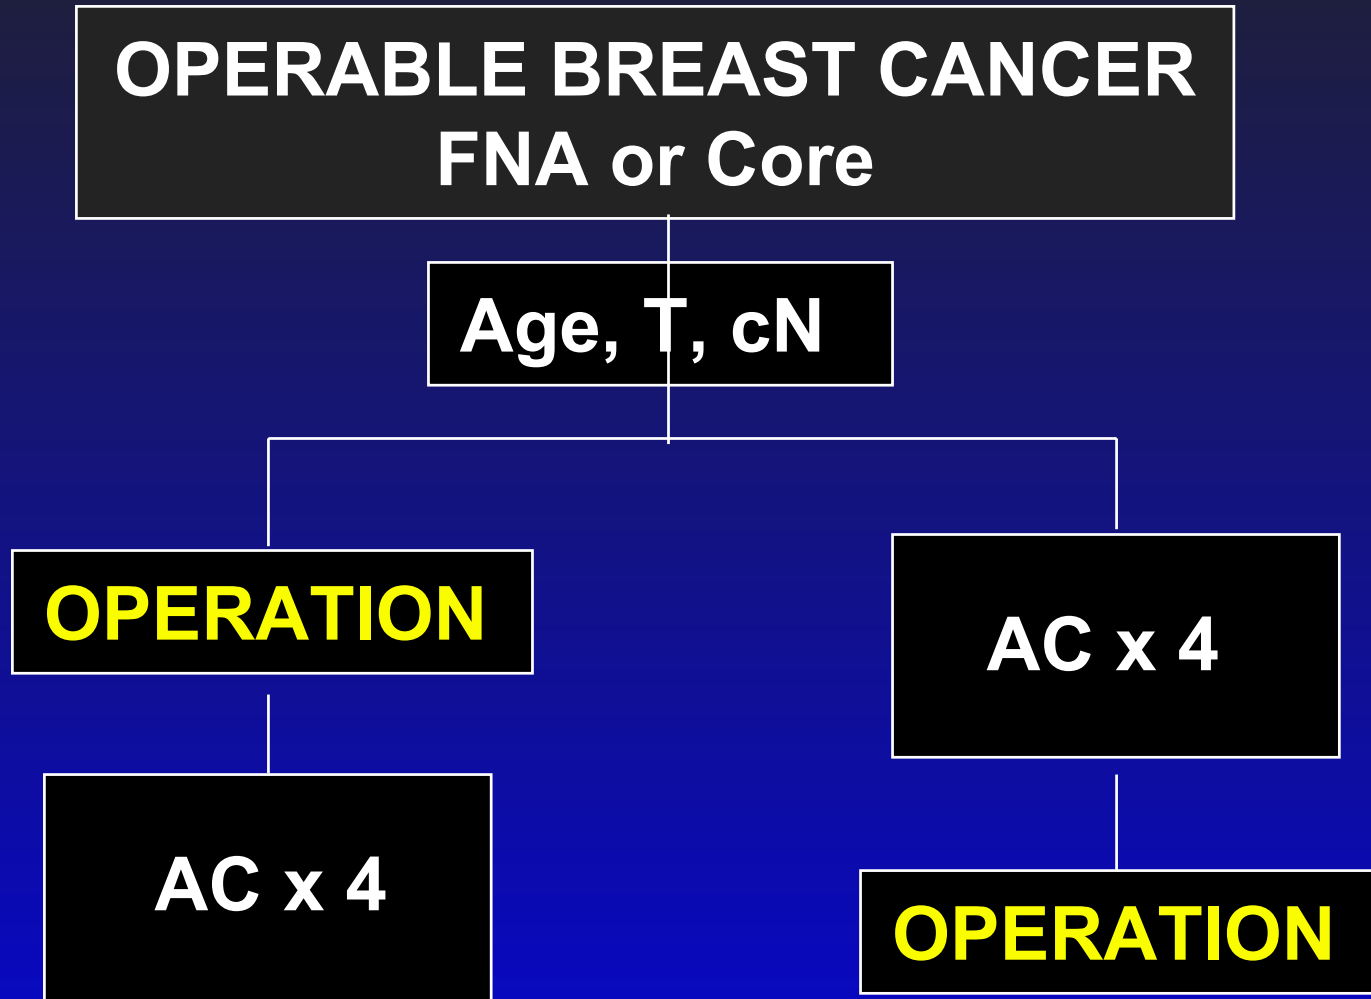 OPERABLE BREAST CANCER
FNA or Core
Age, T, cN
OPERATION
AC x 4
AC x 4
OPERATION